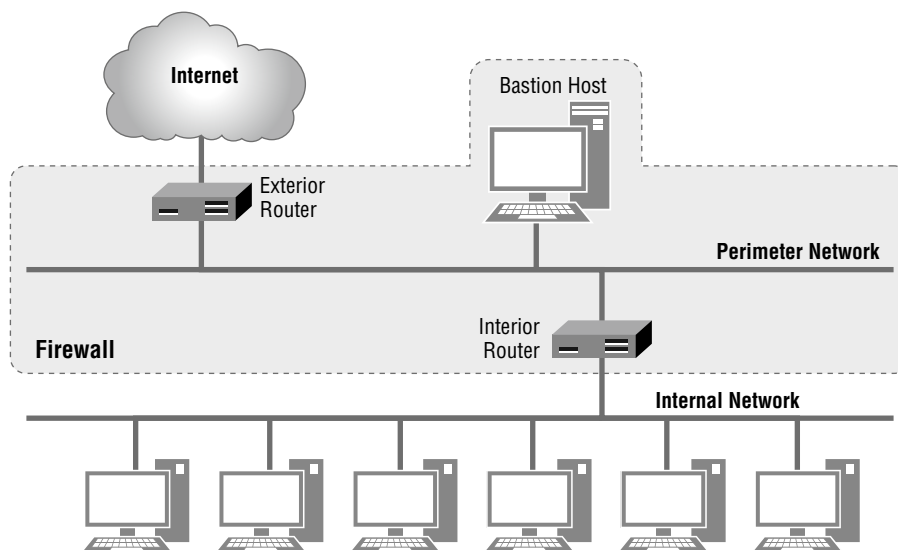 Internet
Bastion Host
Exterior
Router
Perimeter Network
Interior
Router
Firewall
Internal Network